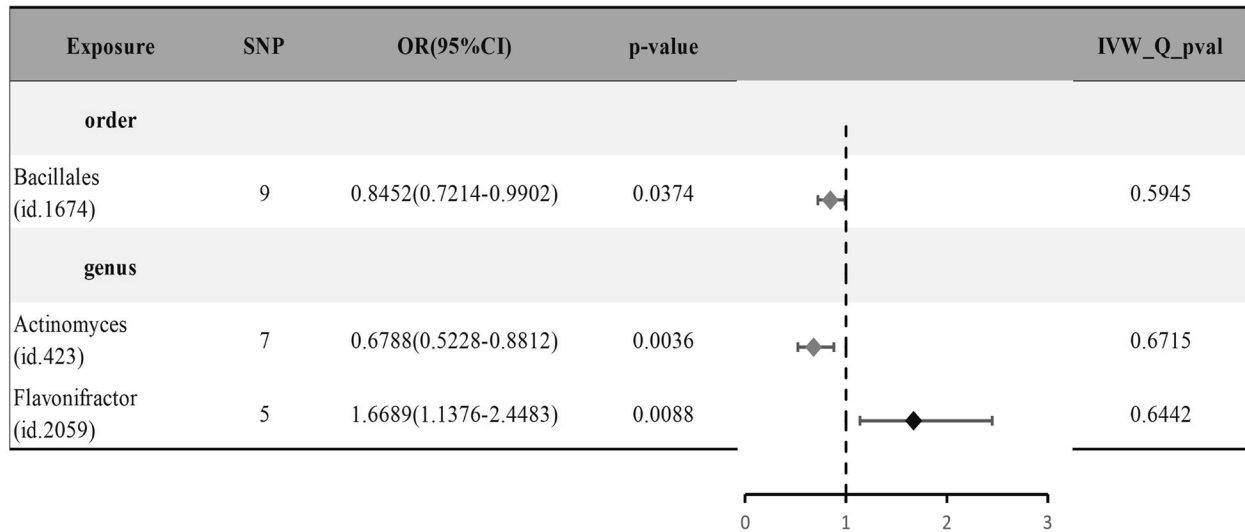 Exposure SNP OR(95%CI) p-value IVW_Q_pval
order
Bacillales
(id.1674) 9 0.8452(0.7214-0.9902) 0.0374 0.5945
genus
Actinomyces
(id.423) 7 0.6788(0.5228-0.8812) 0.0036 0.6715
Flavonifractor
(id.2059) 5 1.6689(1.1376-2.4483) 0.0088 0.6442
0 1 2 3